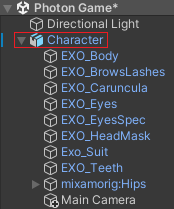 Photon Game*
Directional Light
Character
EXO_Body
EXO_BrowsLashes
EXO_Caruncula
EXO_Eyes
EXO_EyesSpec
EXO_HeadMask
Exo_Suit
EXO_Teeth
mixamorig:Hips
Main Camera